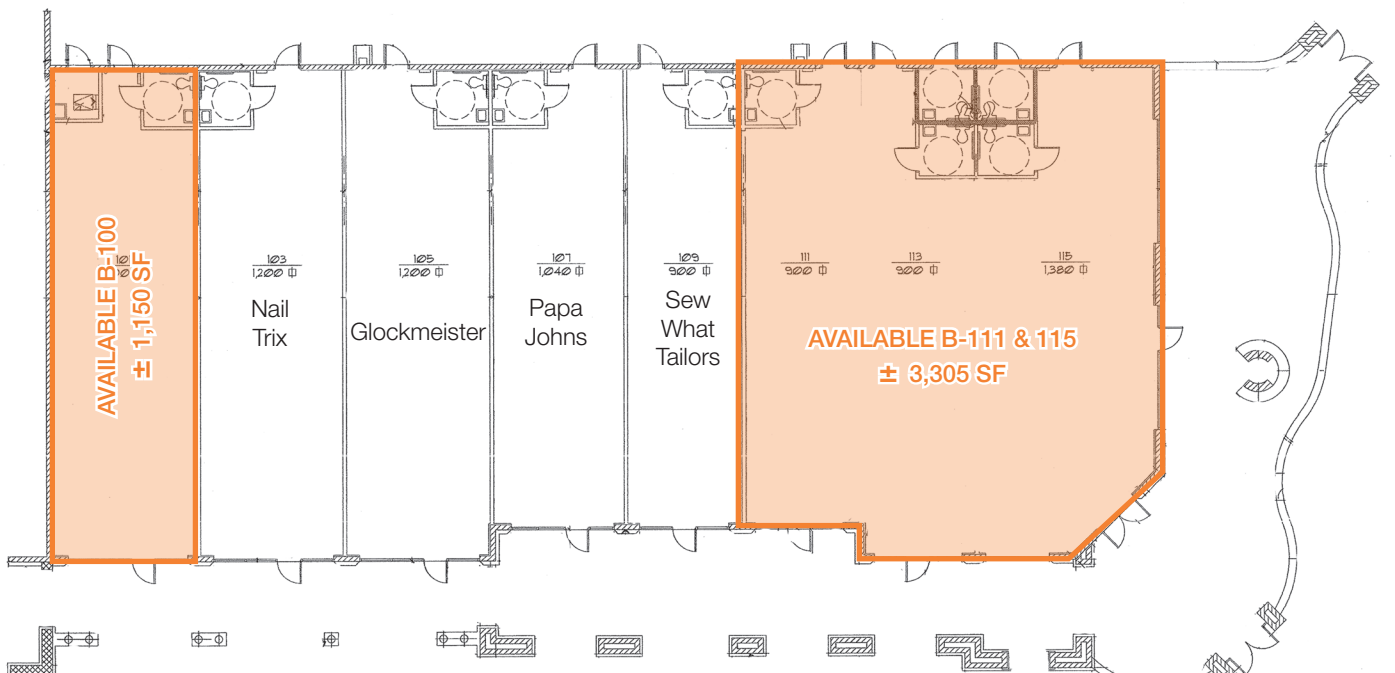 AVAILABLE B-100
± 1,150 SF
103
1,200 ф
Nail
Trix
105
1,200 ф
Glockmeister
107
1,040 ф
Papa
Johns
109
900 ф
Sew
What
Tailors
111
900 ф
113
900 ф
115
1,380 ф
AVAILABLE B-111 & 115
± 3,305 SF